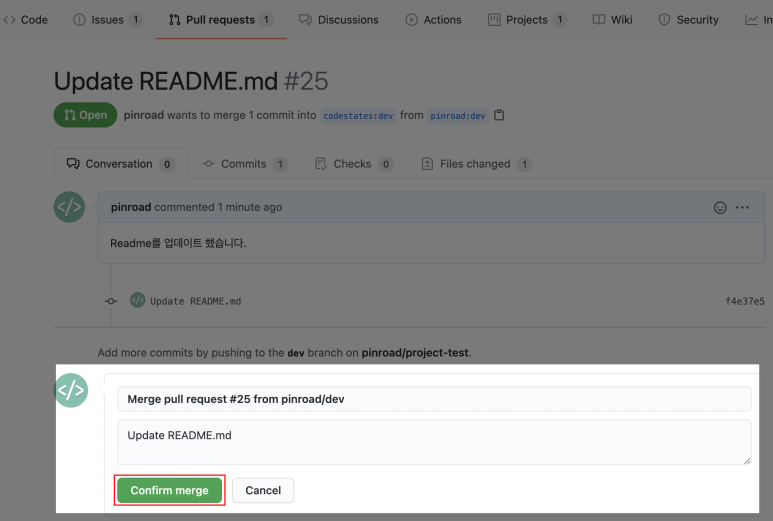 Code Issues 1 Pull requests 1 Discussions Actions Projects 1 Wiki Security In
Update README.md #25
Open pinroad wants to merge 1 commit into codestates:dev from pinroad:dev
Conversation 0 Commits 1 Checks 0 Files changed 1
pinroad commented 1 minute ago
Readme를 업데이트 했습니다.
Update README.md f4e37e5
Add more commits by pushing to the dev branch on pinroad/project-test.
Merge pull request #25 from pinroad/dev
Update README.md
Confirm merge Cancel